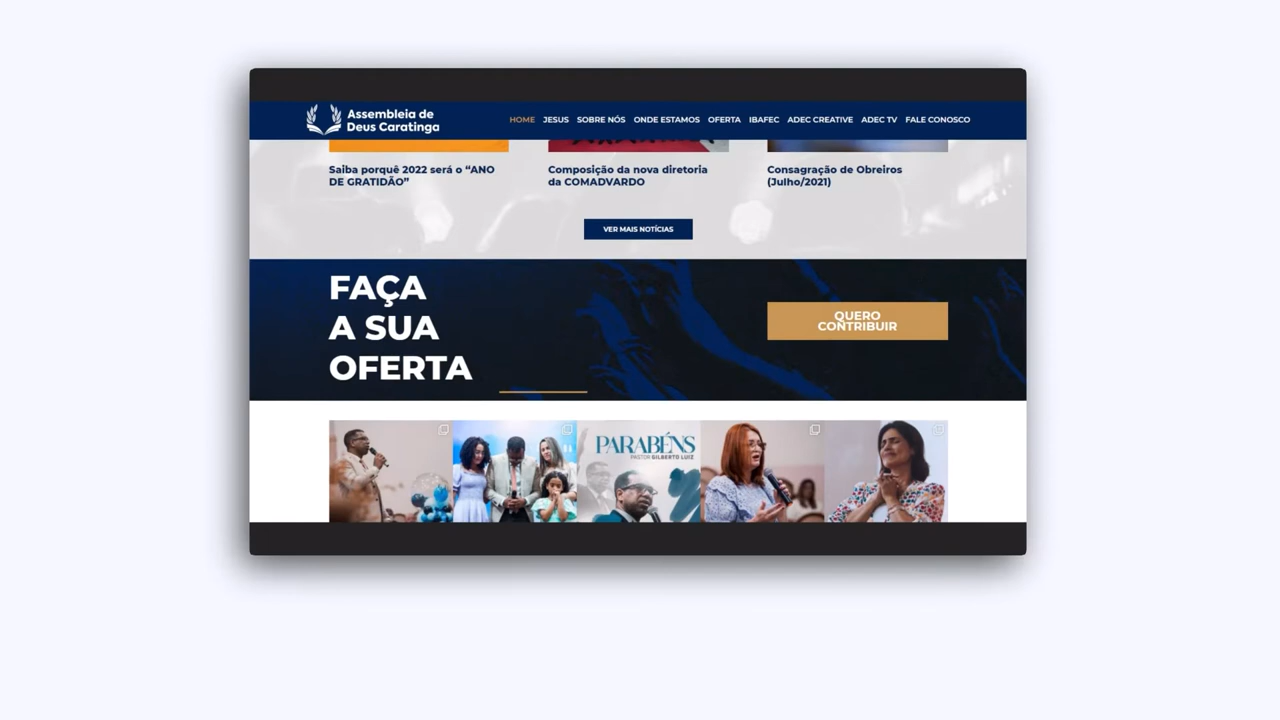 Assembleia de
Deus Caratinga
HOME JESUS SOBRE NÓS ONDE ESTAMOS OFERTA IBAFEC ADEC CREATIVE ADEC TV FALE CONOSCO
Saiba porquê 2022 será o “ANO
DE GRATIDÃO”
Composição da nova diretoria
da COMADVARDO
Consagração de Obreiros
(Julho/2021)
VER MAIS NOTÍCIAS
FAÇA
A SUA
OFERTA
QUERO
CONTRIBUIR
PARABÉNS
PASTOR GILBERTO LUIZ